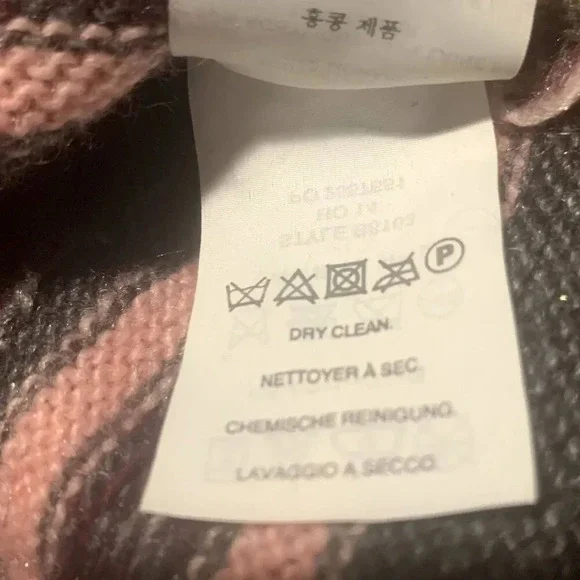 홍콩 제품
P
DRY CLEAN.
NETTOYER À SEC.
CHEMISCHE REINIGUNG.
LAVAGGIO A SECCO.